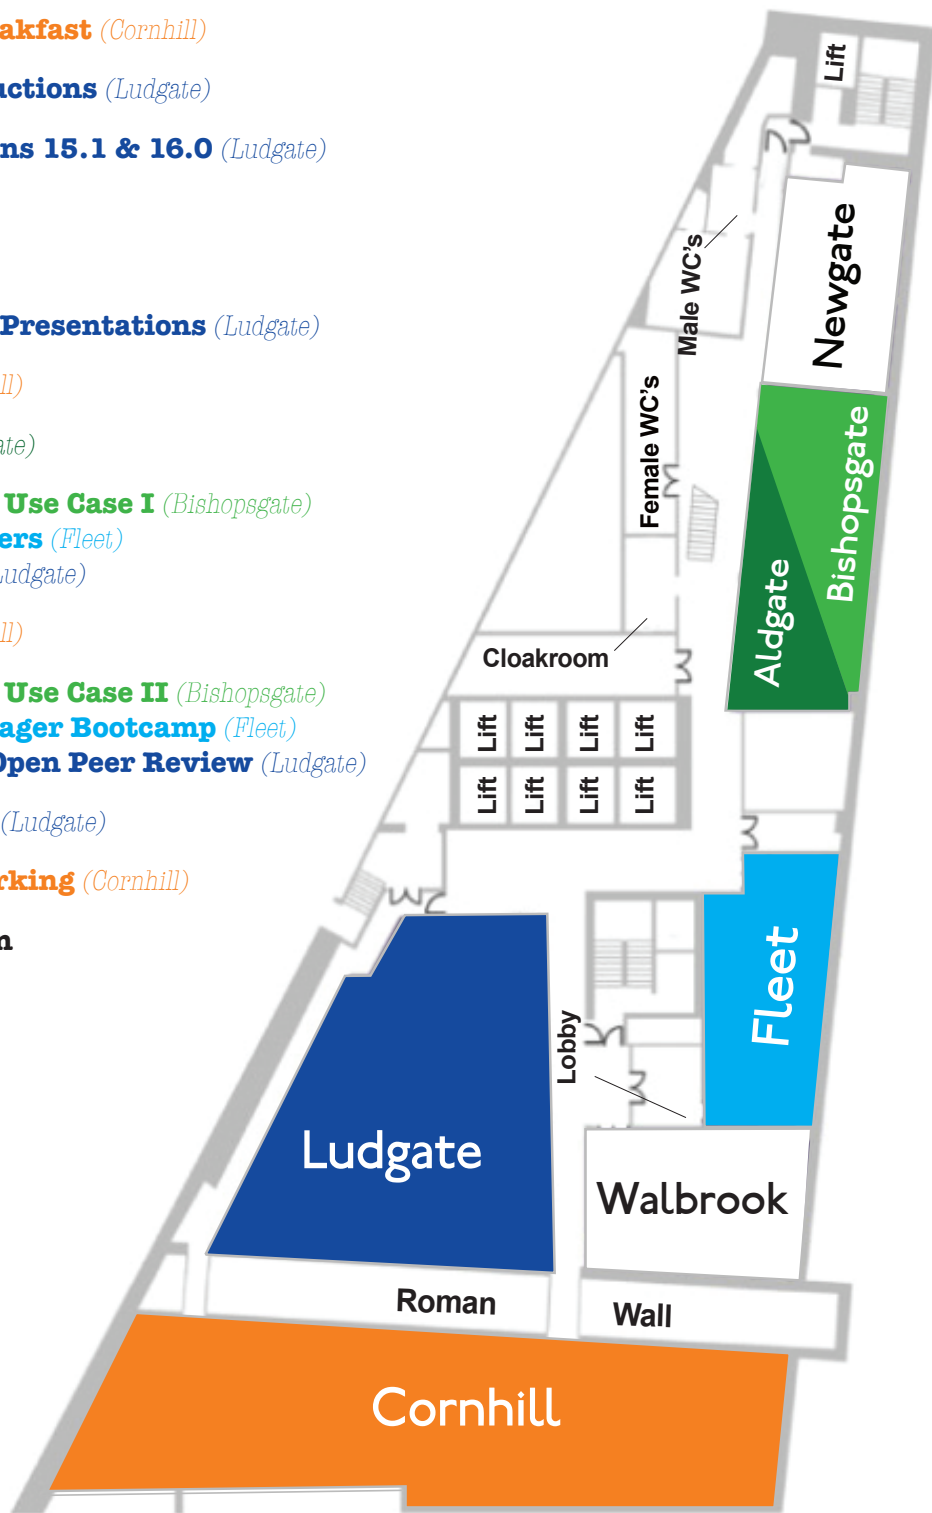 akfast (Cornhill)
uctions (Ludgate)
ns 15.1 & 16.0 (Ludgate)
Presentations (Ludgate)
ll)
ate)
Use Case I (Bishopsgate)
ers (Fleet)
Ludgate)
ll)
Use Case II (Bishopsgate)
ager Bootcamp (Fleet)
Open Peer Review (Ludgate)
(Ludgate)
rking (Cornhill)
n
Lift
Newgate
Male WC's
Female WC's
Bishopsgate
Aldgate
Cloakroom
Lift Lift Lift Lift
Lift Lift Lift Lift
Fleet
Lobby
Ludgate
Walbrook
Roman Wall
Cornhill